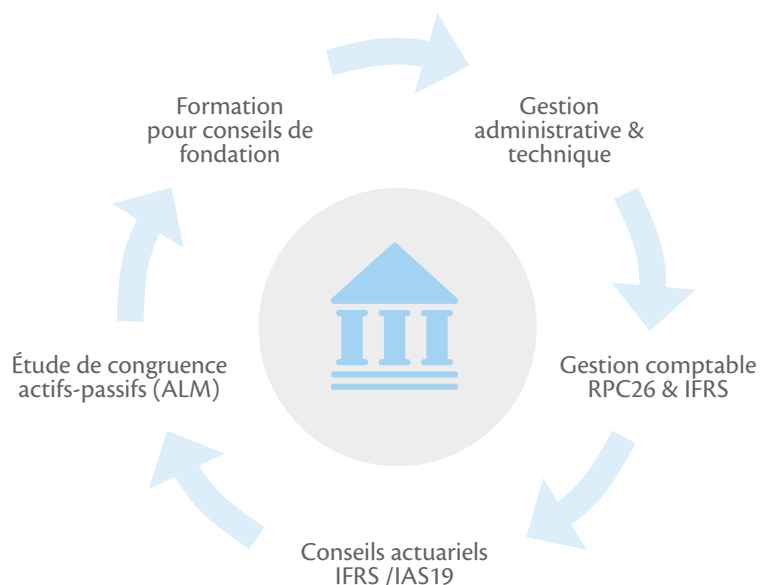 Formation
pour conseils de
fondation
Gestion
administrative &
technique
Gestion comptable
RPC26 & IFRS
Conseils actuariels
IFRS /IAS19
Étude de congruence
actifs-passifs (ALM)